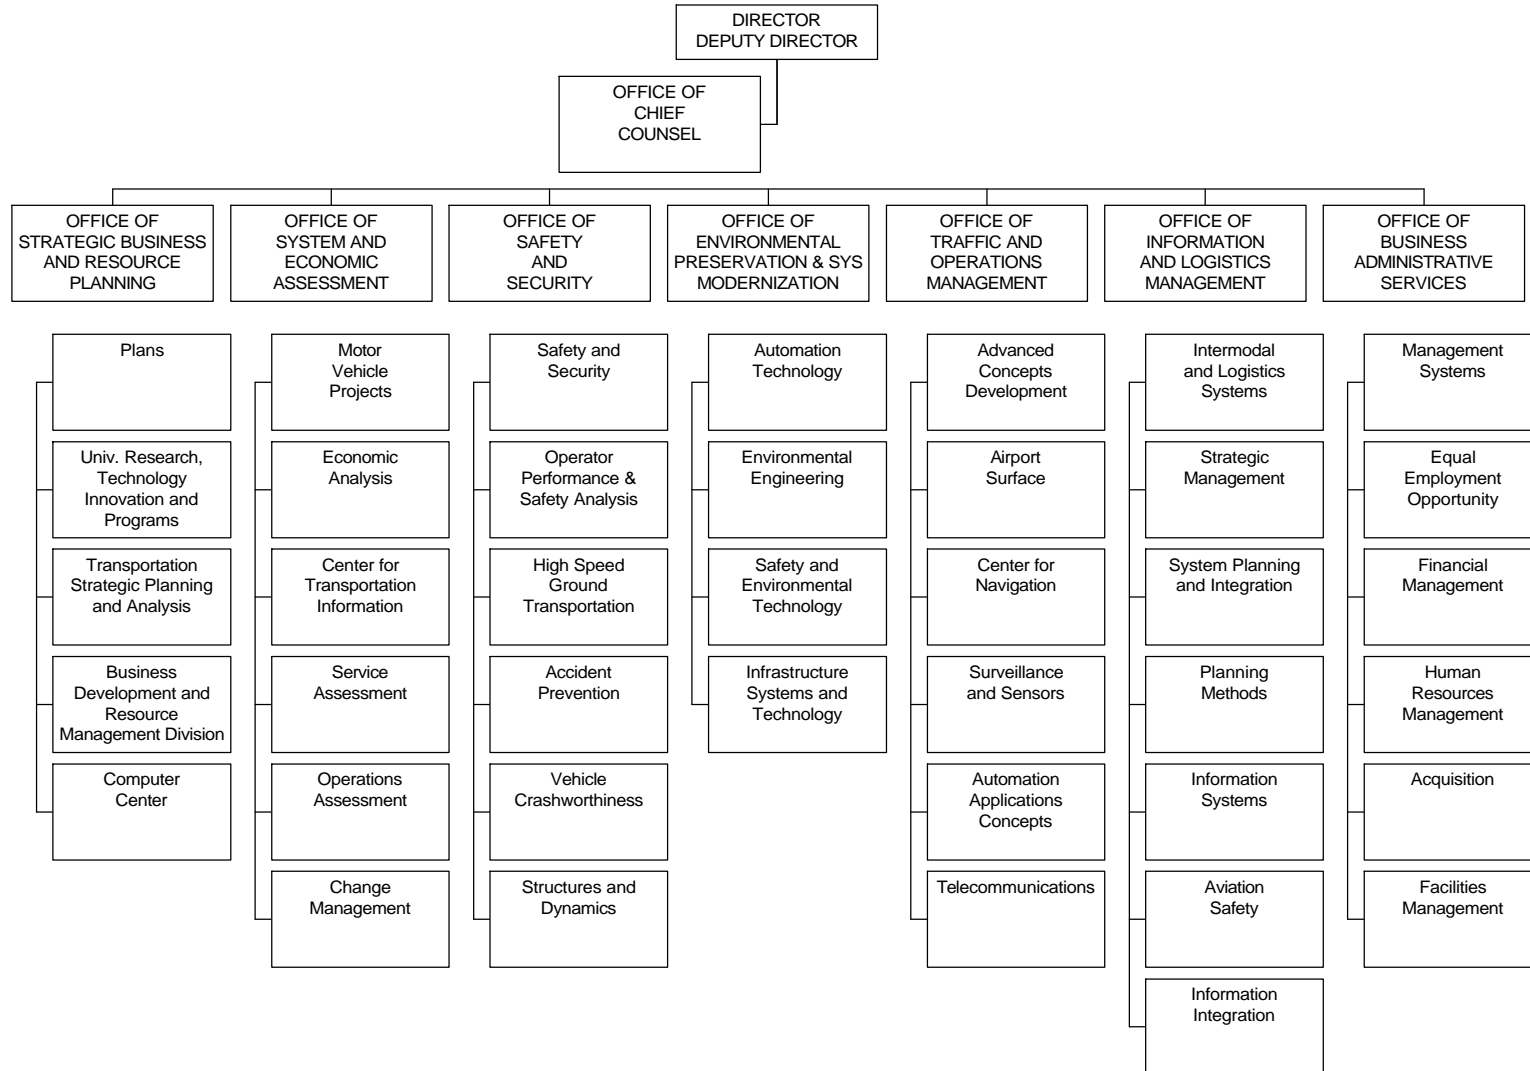 DIRECTOR
DEPUTY DIRECTOR
OFFICE OF
CHIEF
COUNSEL
OFFICE OF
STRATEGIC BUSINESS
AND RESOURCE
PLANNING
OFFICE OF
SYSTEM AND
ECONOMIC
ASSESSMENT
OFFICE OF
SAFETY
AND
SECURITY
OFFICE OF
ENVIRONMENTAL
PRESERVATION & SYS
MODERNIZATION
OFFICE OF
TRAFFIC AND
OPERATIONS
MANAGEMENT
OFFICE OF
INFORMATION
AND LOGISTICS
MANAGEMENT
OFFICE OF
BUSINESS
ADMINISTRATIVE
SERVICES
Plans
Univ. Research,
Technology
Innovation and
Programs
Transportation
Strategic Planning
and Analysis
Business
Development and
Resource
Management Division
Computer
Center
Motor
Vehicle
Projects
Economic
Analysis
Center for
Transportation
Information
Service
Assessment
Operations
Assessment
Change
Management
Safety and
Security
Operator
Performance &
Safety Analysis
High Speed
Ground
Transportation
Accident
Prevention
Vehicle
Crashworthiness
Structures and
Dynamics
Automation
Technology
Environmental
Engineering
Safety and
Environmental
Technology
Infrastructure
Systems and
Technology
Advanced
Concepts
Development
Airport
Surface
Center for
Navigation
Surveillance
and Sensors
Automation
Applications
Concepts
Telecommunications
Intermodal
and Logistics
Systems
Strategic
Management
System Planning
and Integration
Planning
Methods
Information
Systems
Aviation
Safety
Information
Integration
Management
Systems
Equal
Employment
Opportunity
Financial
Management
Human
Resources
Management
Acquisition
Facilities
Management